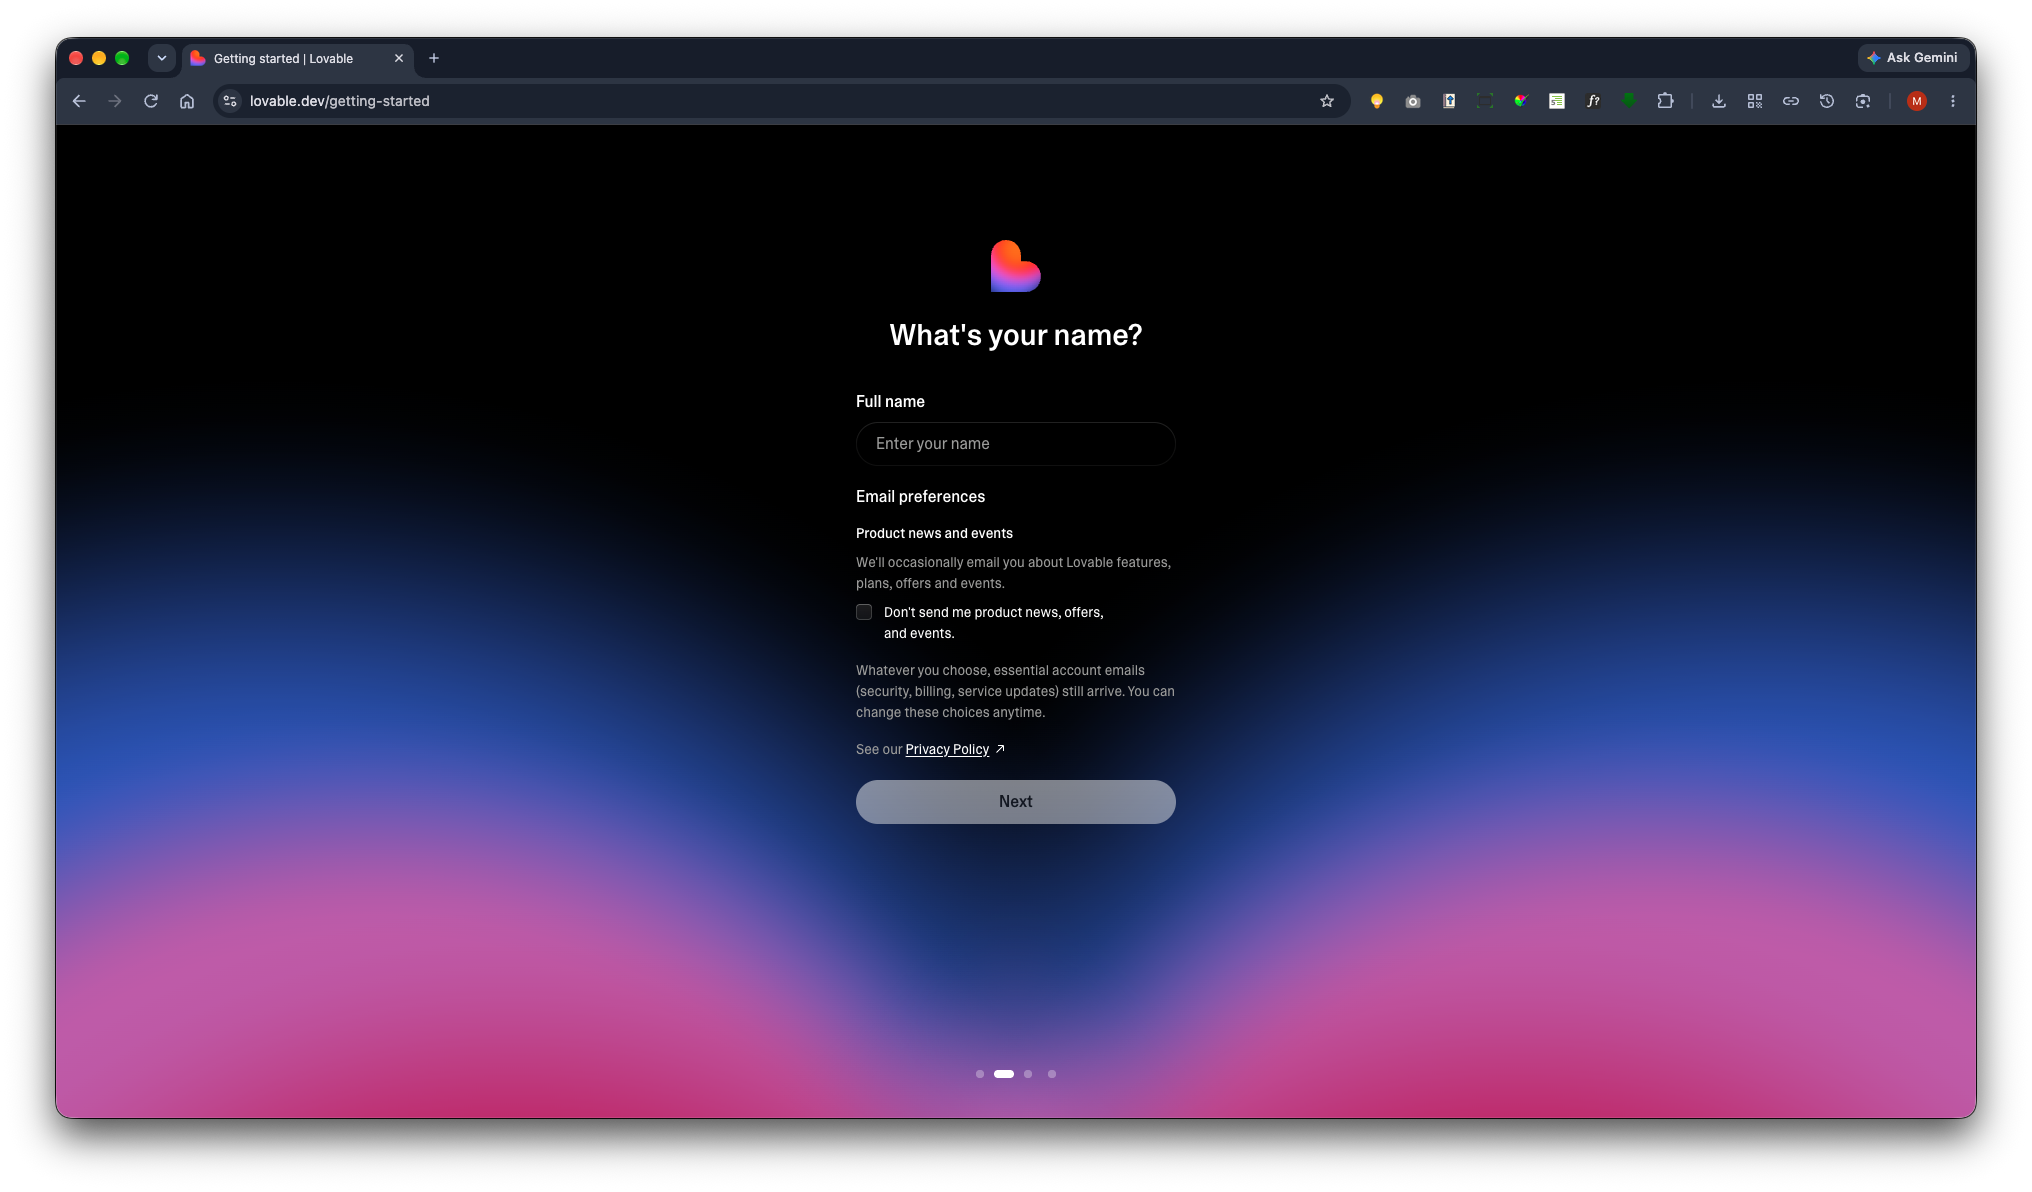 Getting started | Lovable
Ask Gemini
lovable.dev/getting-started
S
f?
M
What's your name?
Full name
Enter your name
Email preferences
Product news and events
We'll occasionally email you about Lovable features,
plans, offers and events.
Don't send me product news, offers,
and events.
Whatever you choose, essential account emails
(security, billing, service updates) still arrive. You can
change these choices anytime.
See our Privacy Policy ↗
Next